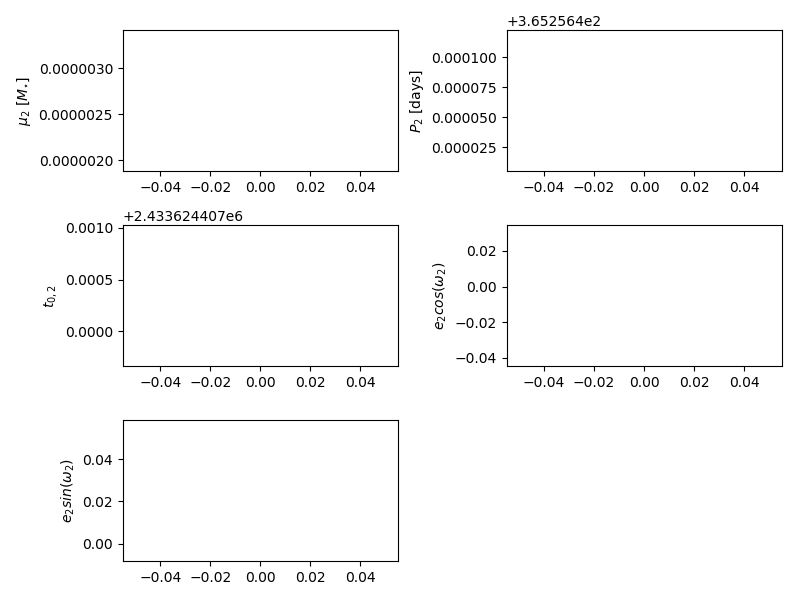 0.0000030
0.0000025
0.0000020
μ₂ [M⋆]
−0.04 −0.02 0.00 0.02 0.04
+3.652564e2
0.000100
0.000075
0.000050
0.000025
P₂ [days]
−0.04 −0.02 0.00 0.02 0.04
+2.433624407e6
0.0010
0.0005
0.0000
t₀,₂
−0.04 −0.02 0.00 0.02 0.04
0.02
0.00
−0.02
−0.04
e₂cos(ω₂)
−0.04 −0.02 0.00 0.02 0.04
0.04
0.02
0.00
e₂sin(ω₂)
−0.04 −0.02 0.00 0.02 0.04